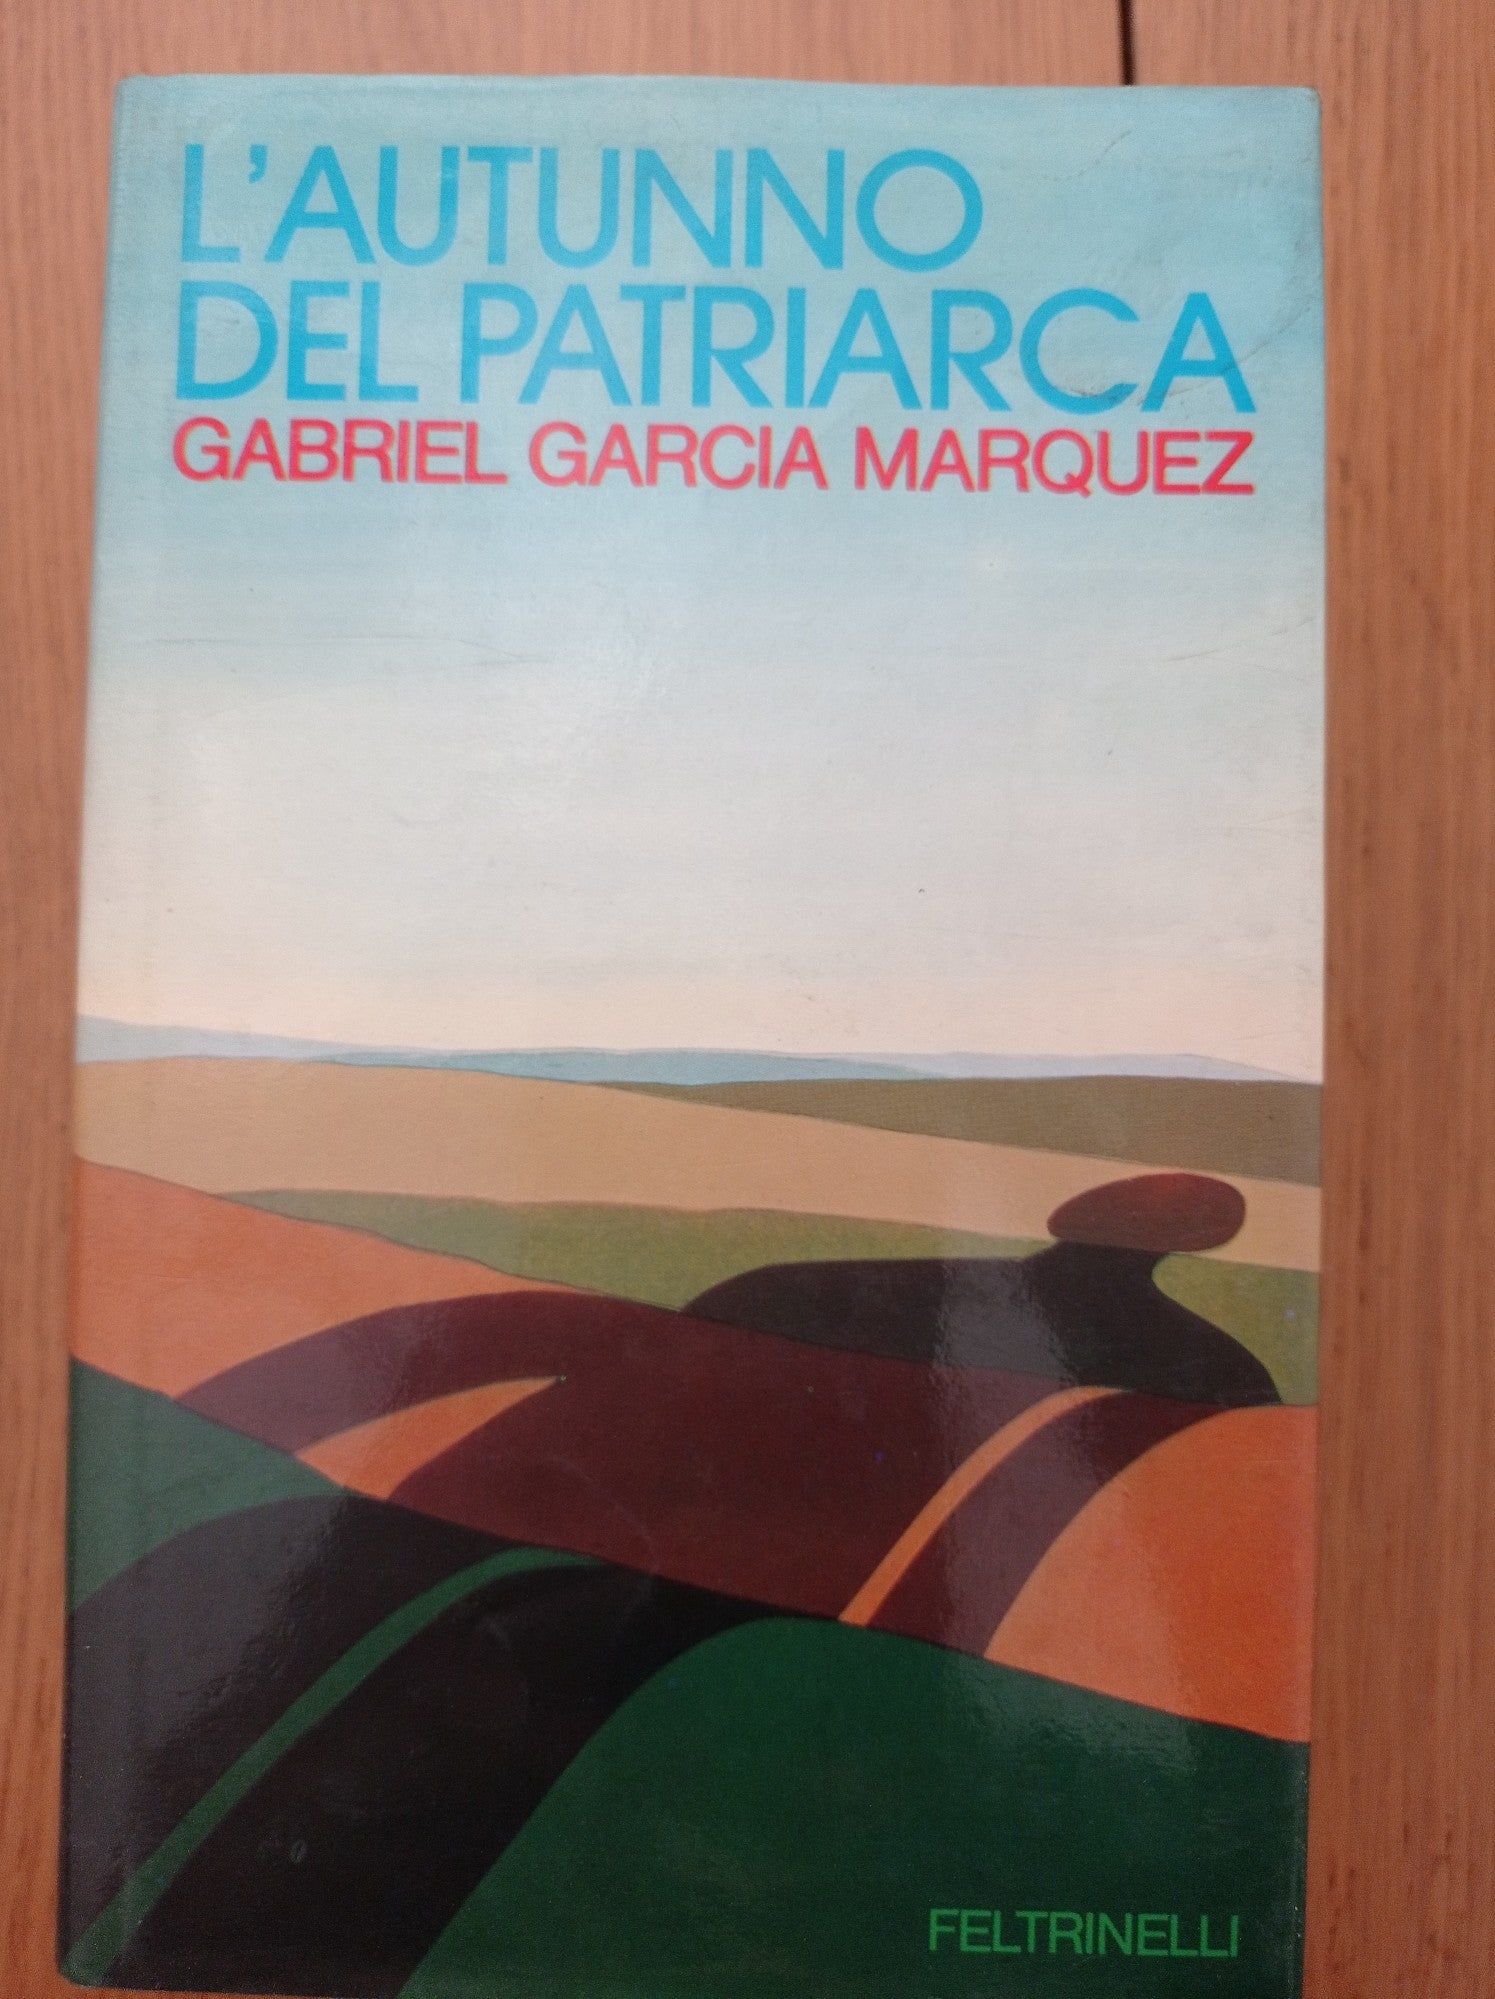 L'AUTUNNO
DEL PATRIARCA
GABRIEL GARCIA MARQUEZ
FELTRINELLI